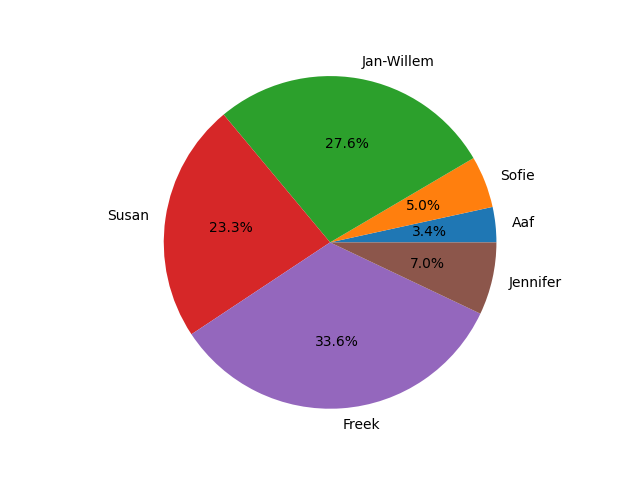 Jan-Willem
27.6%
Sofie
5.0%
Susan
23.3%
Aaf
3.4%
Jennifer
7.0%
33.6%
Freek